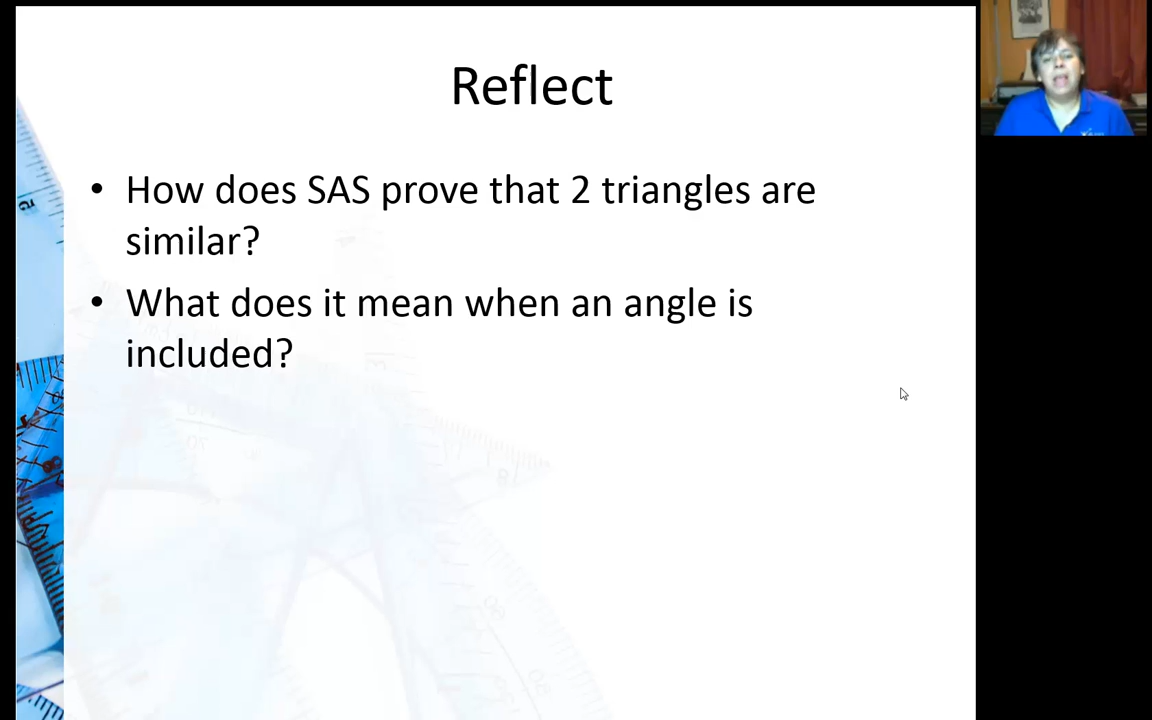 Reflect
• How does SAS prove that 2 triangles are
similar?
• What does it mean when an angle is
included?